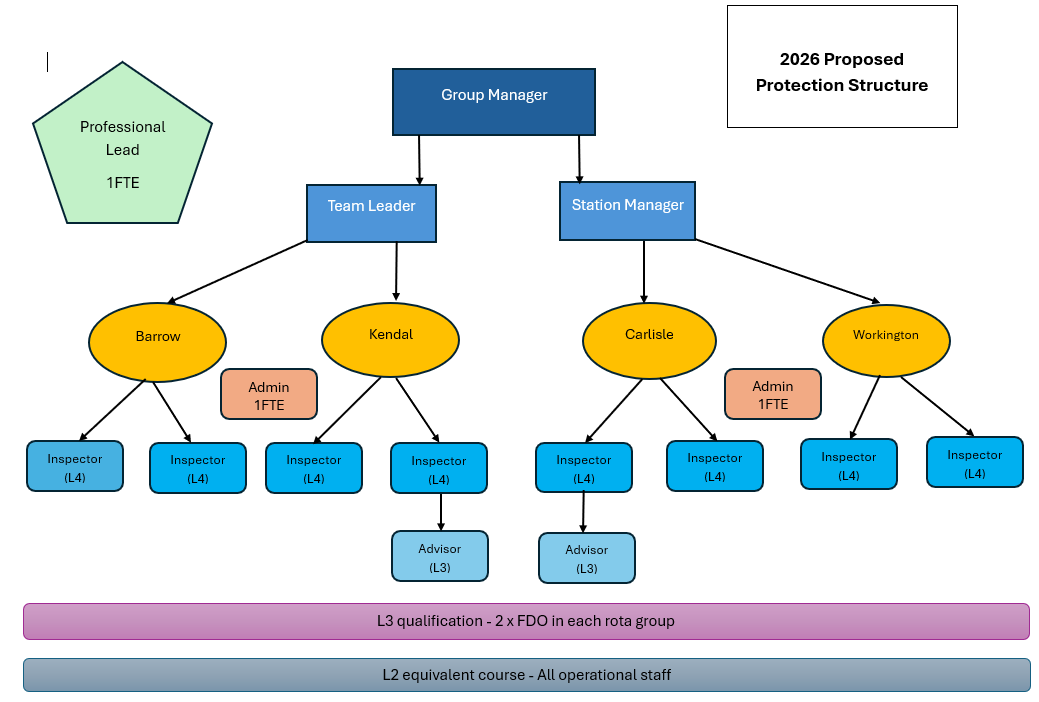 2026 Proposed
Protection Structure
Group Manager
Professional
Lead
1FTE
Team Leader
Station Manager
Barrow
Kendal
Carlisle
Workington
Admin
1FTE
Admin
1FTE
Inspector
(L4)
Inspector
(L4)
Inspector
(L4)
Inspector
(L4)
Inspector
(L4)
Inspector
(L4)
Inspector
(L4)
Inspector
(L4)
Advisor
(L3)
Advisor
(L3)
L3 qualification - 2 x FDO in each rota group
L2 equivalent course - All operational staff